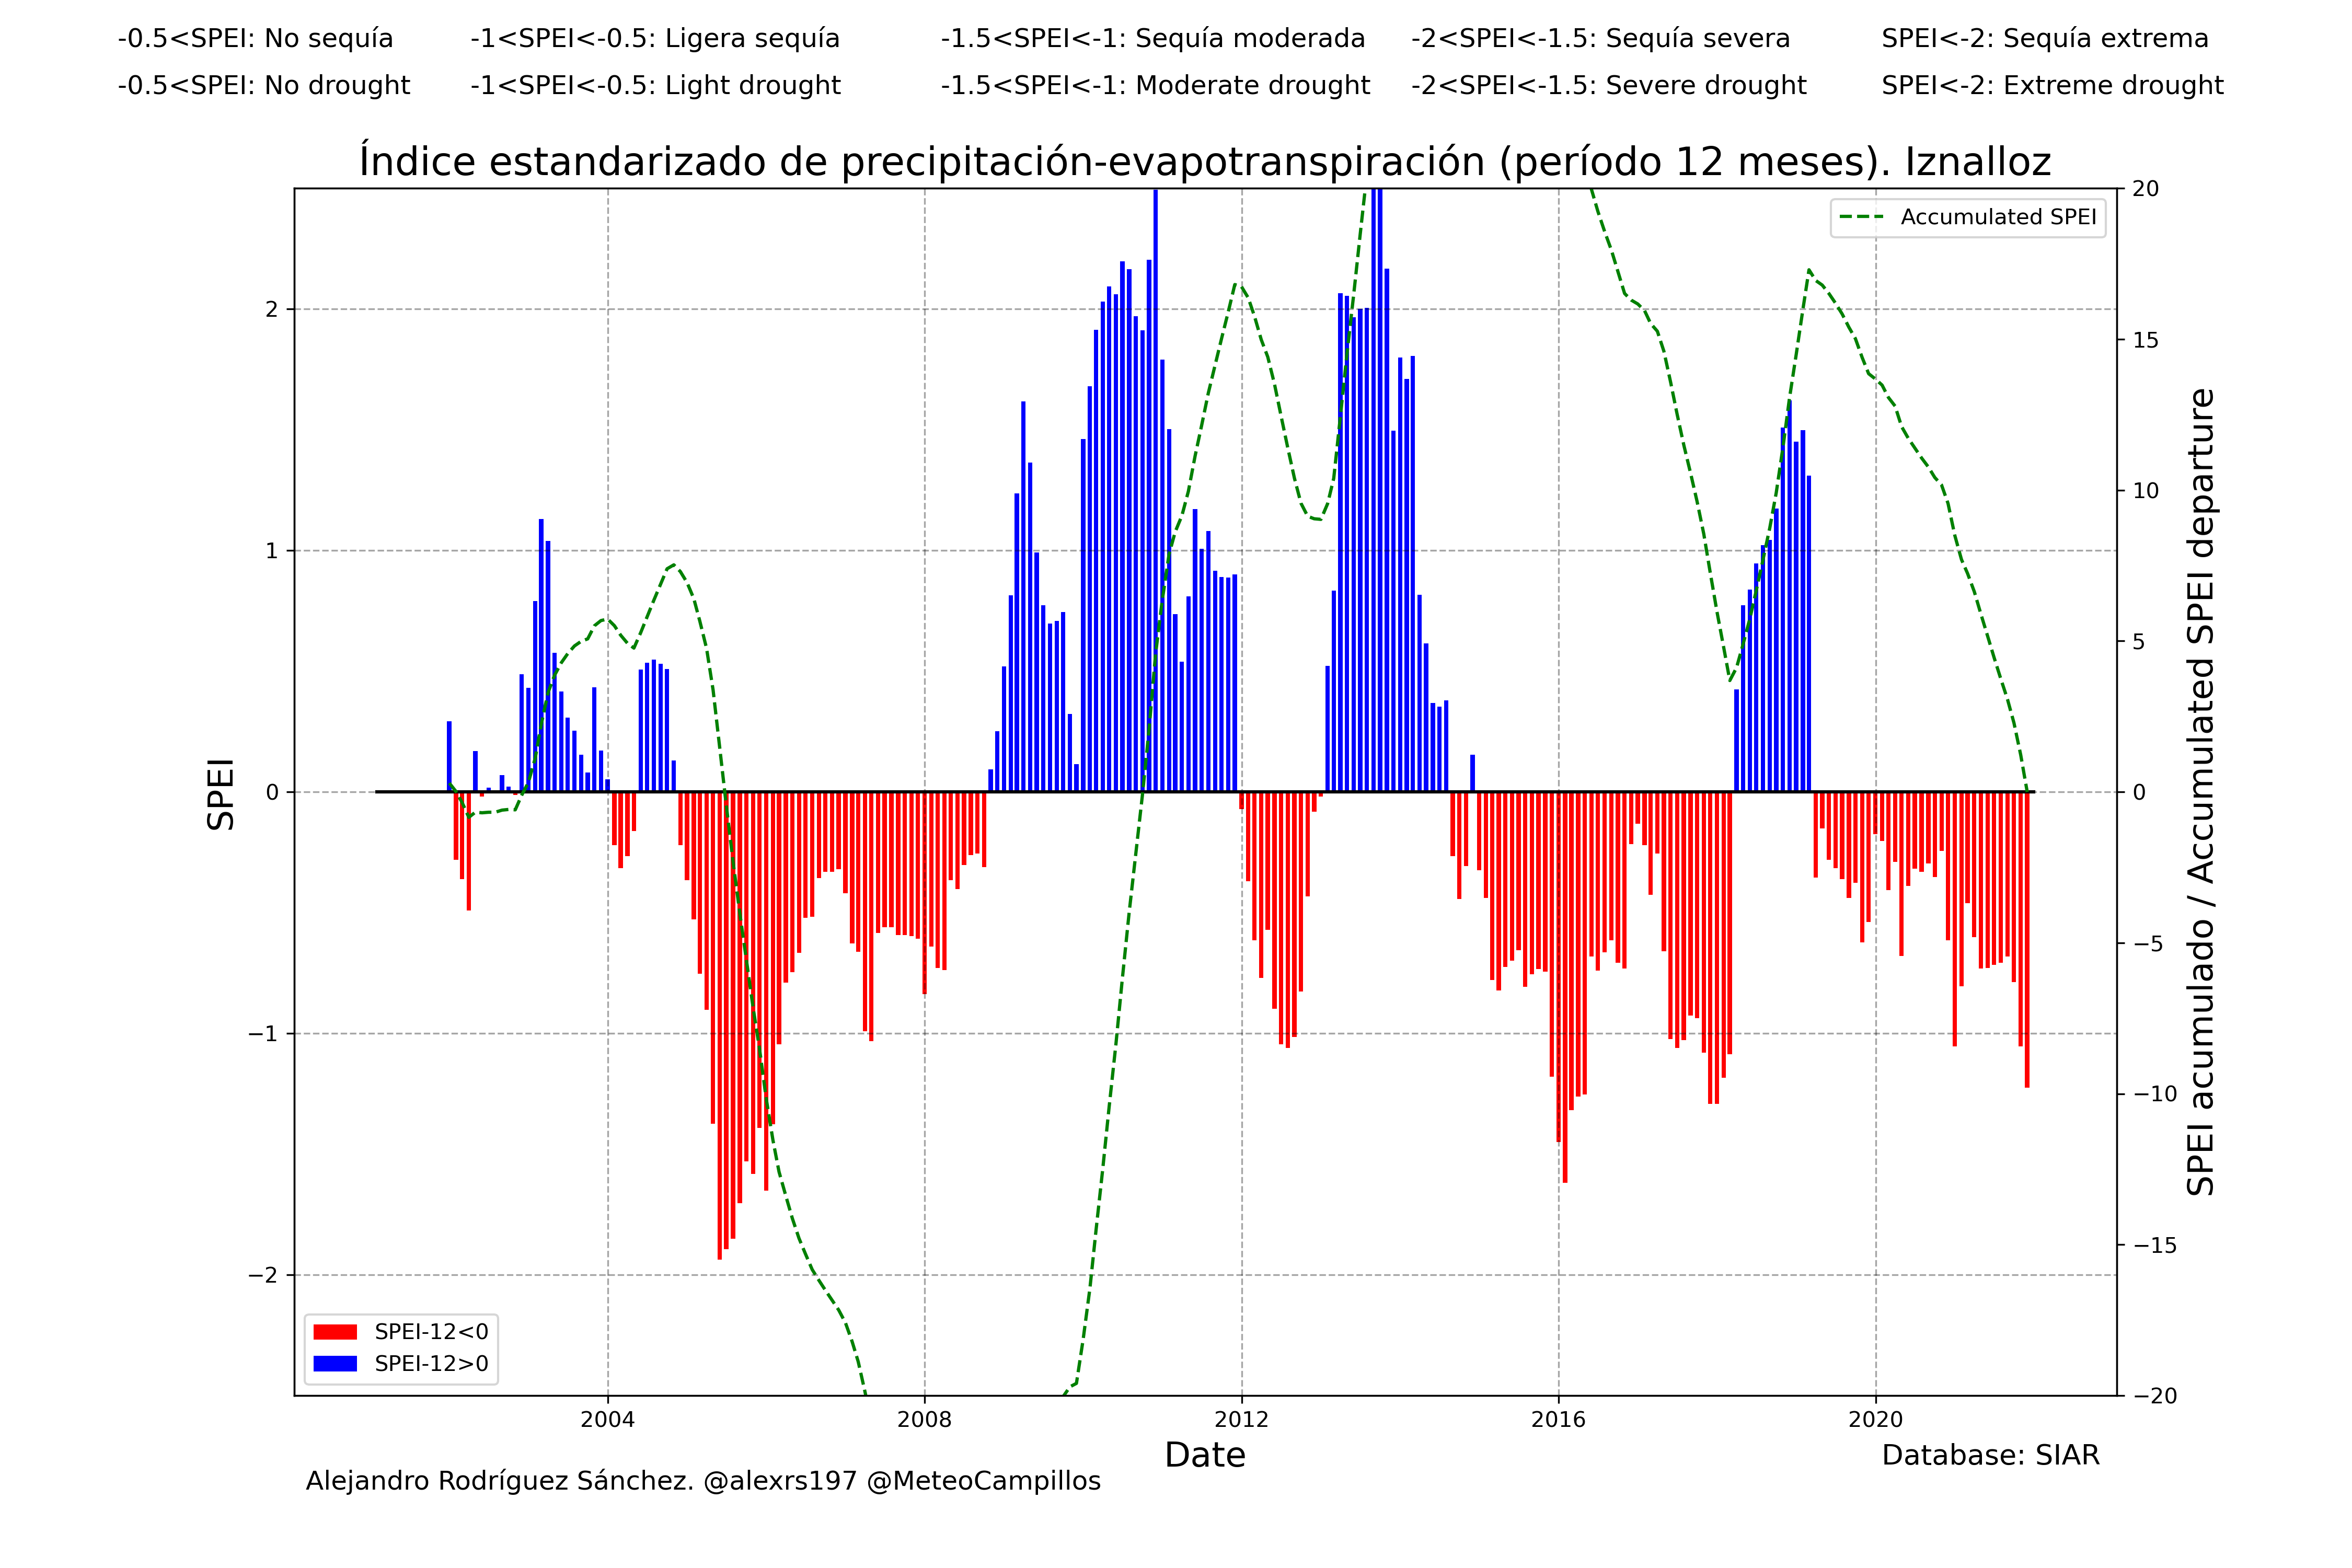 -0.5<SPEI: No sequía -1<SPEI<-0.5: Ligera sequía -1.5<SPEI<-1: Sequía moderada -2<SPEI<-1.5: Sequía severa SPEI<-2: Sequía extrema
-0.5<SPEI: No drought -1<SPEI<-0.5: Light drought -1.5<SPEI<-1: Moderate drought -2<SPEI<-1.5: Severe drought SPEI<-2: Extreme drought
Índice estandarizado de precipitación-evapotranspiración (período 12 meses). Iznalloz
Accumulated SPEI
SPEI
2
1
0
−1
−2
20
15
10
5
0
−5
−10
−15
−20
SPEI acumulado / Accumulated SPEI departure
SPEI-12<0
SPEI-12>0
2004 2008 2012 2016 2020
Date
Database: SIAR
Alejandro Rodríguez Sánchez. @alexrs197 @MeteoCampillos